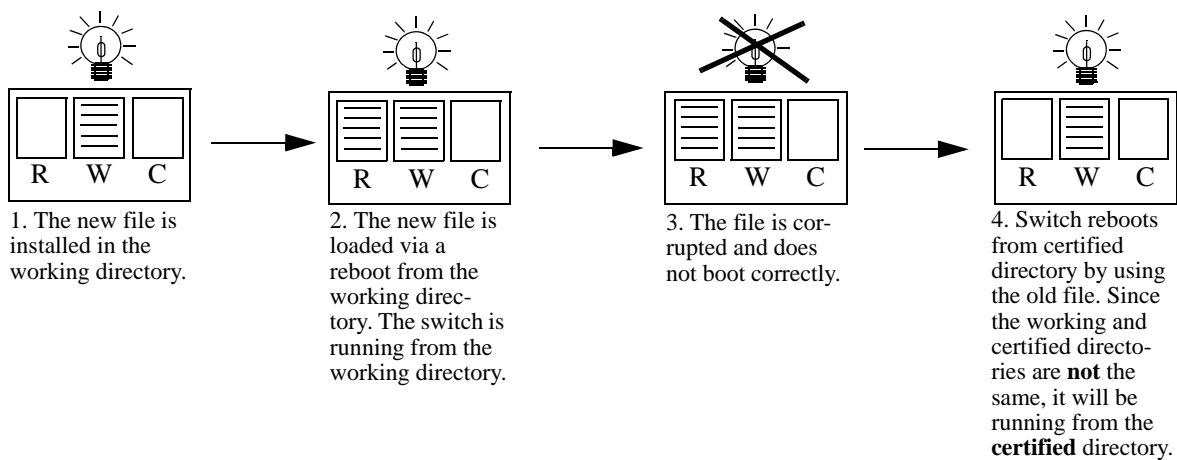 R W C
1. The new file is
installed in the
working directory.
R W C
2. The new file is
loaded via a
reboot from the
working direc-
tory. The switch is
running from the
working directory.
R W C
3. The file is cor-
rupted and does
not boot correctly.
R W C
4. Switch reboots
from certified
directory by using
the old file. Since
the working and
certified directo-
ries are not the
same, it will be
running from the
certified directory.